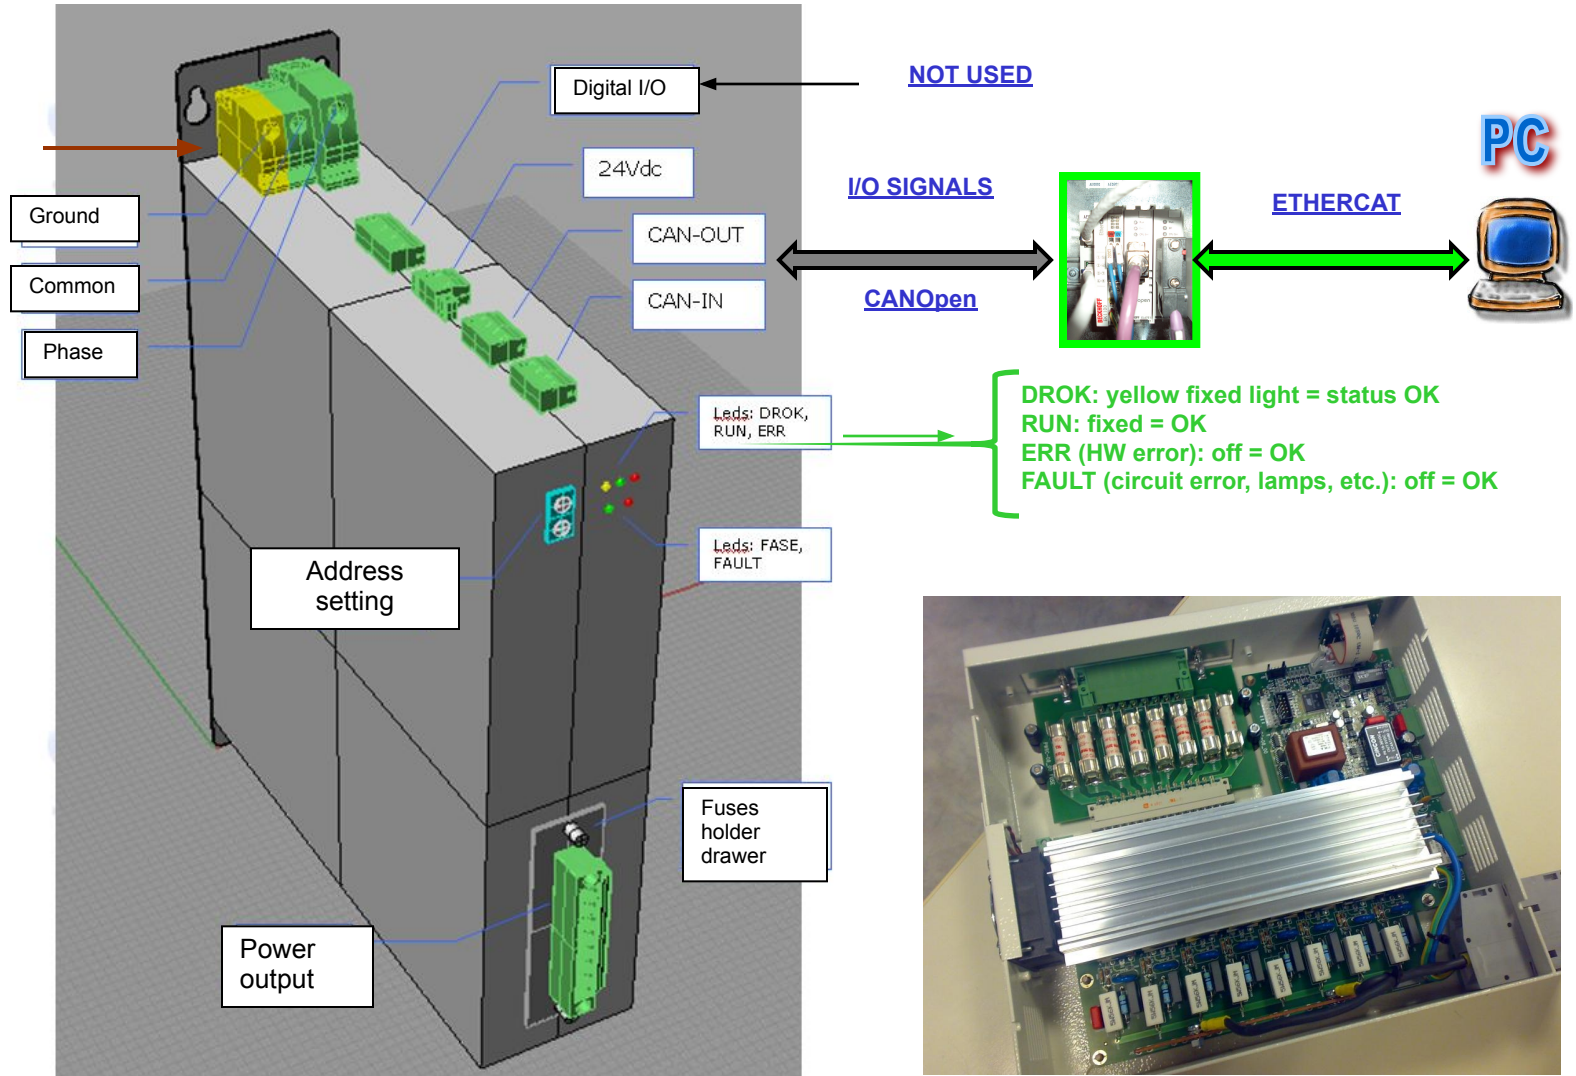 Digital I/O
NOT USED
PC
24Vdc
I/O SIGNALS
ETHERCAT
Ground
CAN-OUT
Common
CAN-IN
CANOpen
Phase
Leds: DROK,
RUN, ERR
DROK: yellow fixed light = status OK
RUN: fixed = OK
ERR (HW error): off = OK
FAULT (circuit error, lamps, etc.): off = OK
Leds: FASE,
FAULT
Address
setting
Fuses
holder
drawer
Power
output